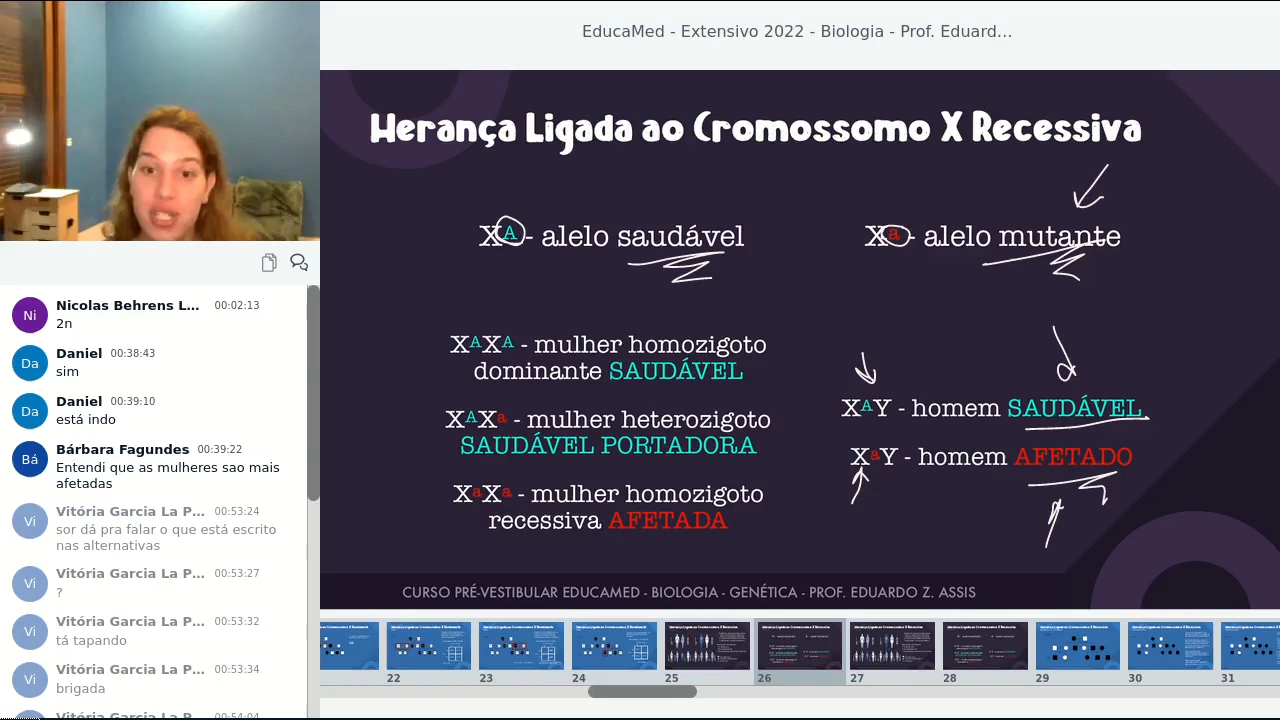 EducaMed - Extensivo 2022 - Biologia - Prof. Eduard...
Herança Ligada ao Cromossomo X Recessiva
XA - alelo saudável
Xa - alelo mutante
XAXA - mulher homozigoto
dominante SAUDÁVEL
XAXa - mulher heterozigoto
SAUDÁVEL PORTADORA
XaXa - mulher homozigoto
recessiva AFETADA
XAY - homem SAUDÁVEL
XaY - homem AFETADO
CURSO PRÉ-VESTIBULAR EDUCAMED - BIOLOGIA - GENÉTICA - PROF. EDUARDO Z. ASSIS
Ni Nicolas Behrens L... 00:02:13
2n
Da Daniel 00:38:43
sim
Da Daniel 00:39:10
está indo
Bá Bárbara Fagundes 00:39:22
Entendi que as mulheres sao mais
afetadas
Vi Vitória Garcia La P... 00:53:24
sor dá pra falar o que está escrito
nas alternativas
Vi Vitória Garcia La P... 00:53:27
?
Vi Vitória Garcia La P... 00:53:32
tá tapando
Vi Vitória Garcia La P... 00:53:34
brigada
Vitória Garcia La P... 00:54:04
22 23 24 25 26 27 28 29 30 31